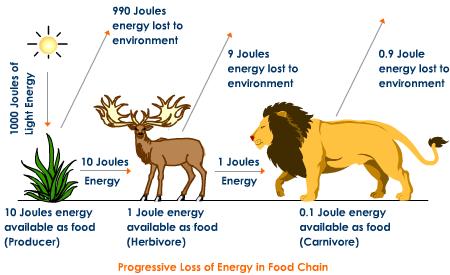 990 Joules
energy lost to
environment
1000 Joules of
Light Energy
9 Joules
energy lost to
environment
0.9 Joule
energy lost to
environment
10 Joules
Energy
1 Joules
Energy
10 Joules energy
available as food
(Producer)
1 Joule energy
available as food
(Herbivore)
0.1 Joule energy
available as food
(Carnivore)
Progressive Loss of Energy in Food Chain